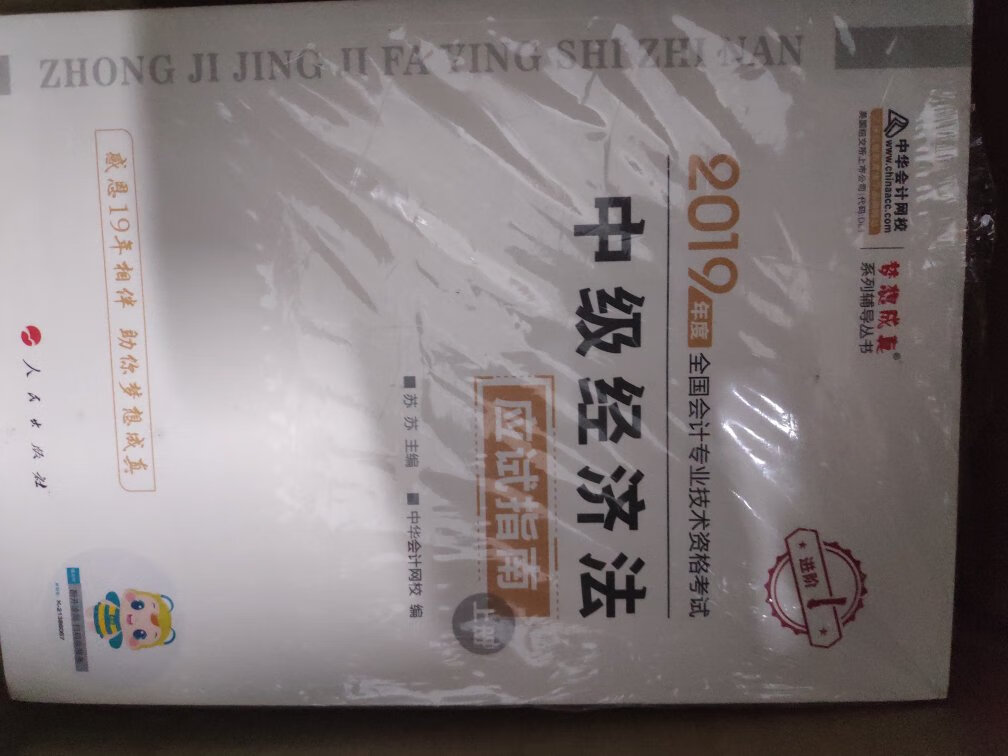 中华会计网校
www.chinaacc.com
梦想成真®
系列辅导丛书
进阶
2019年度 全国会计专业技术资格考试
中级经济法
应试指南
上册
■ 苏苏 主编 ■ 中华会计网校 编
感恩19年相伴 助你梦想成真
人民出版社
ZHONG JI JING JI FA YING SHI ZHI NAN